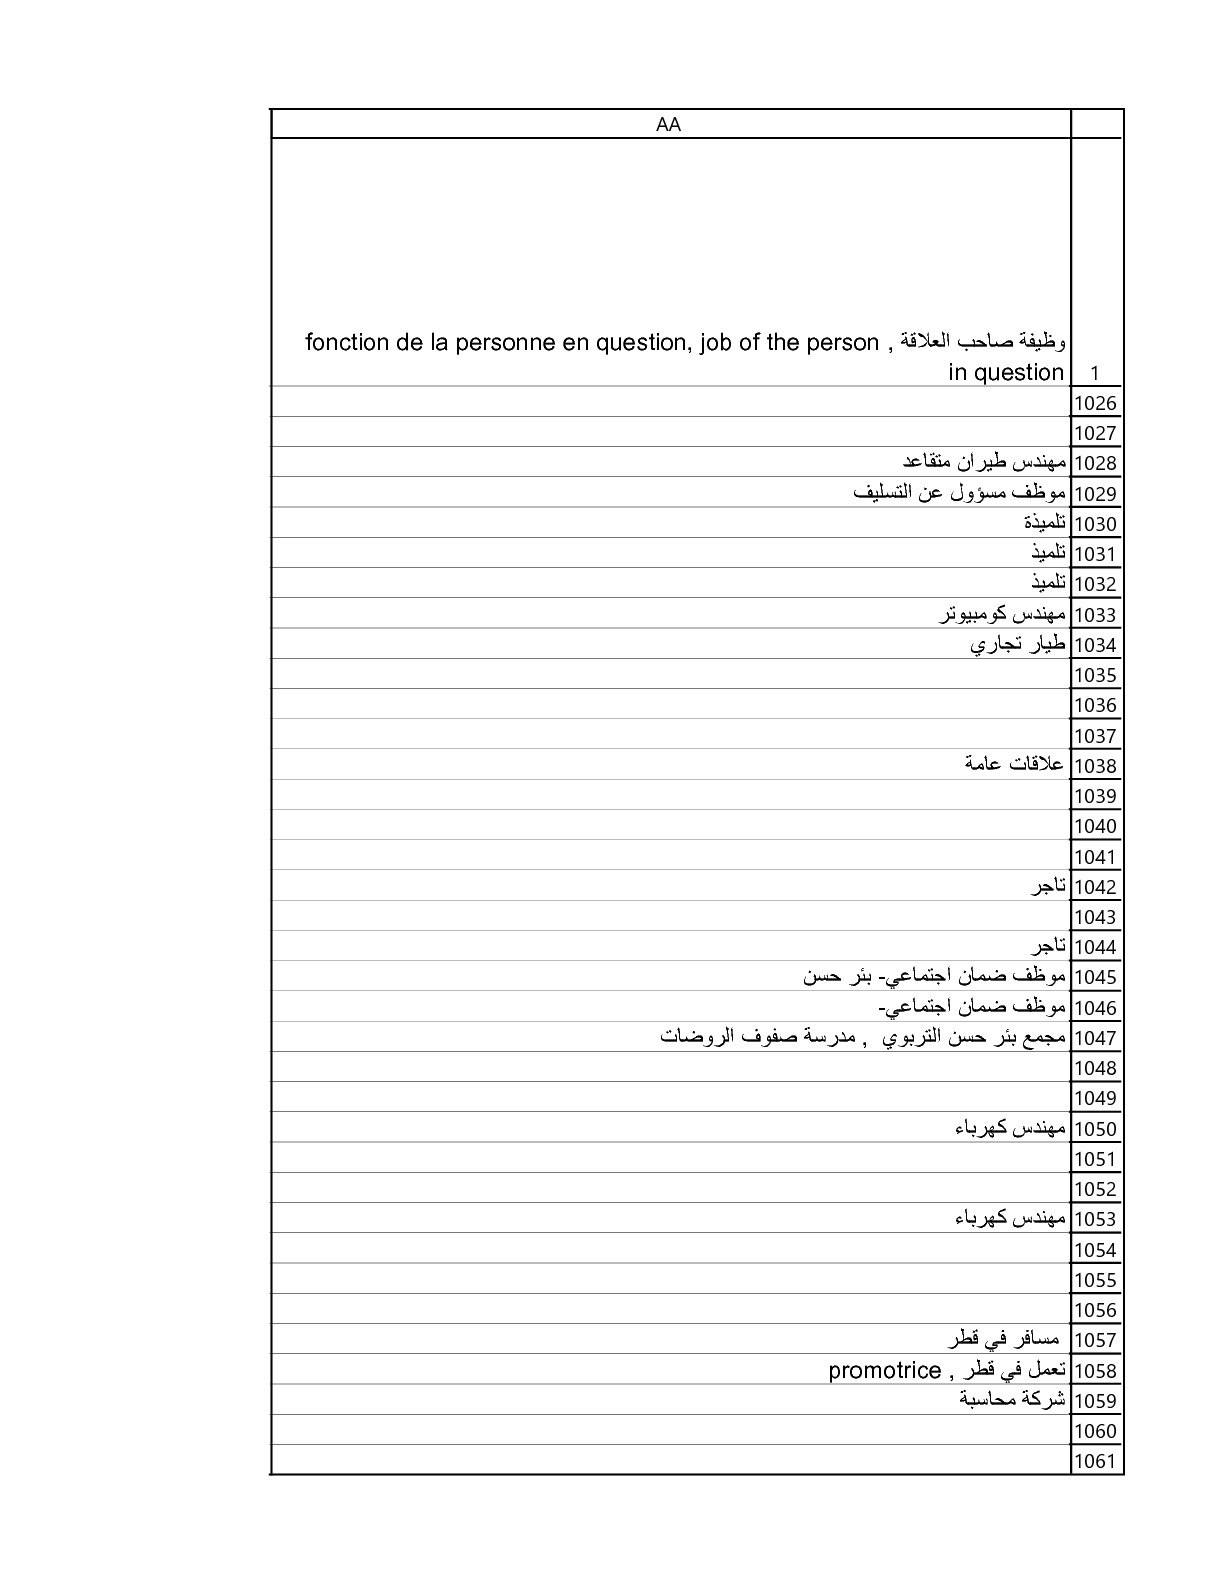 AA
وظيفة صاحب العلاقة , fonction de la personne en question, job of the person
in question 1
1026
1027
1028 مهندس طيران متقاعد
1029 موظف مسؤول عن التسليف
1030 تلميذة
1031 تلميذ
1032 تلميذ
1033 مهندس كومبيوتر
1034 طيار تجاري
1035
1036
1037
1038 علاقات عامة
1039
1040
1041
1042 تاجر
1043
1044 تاجر
1045 موظف ضمان اجتماعي- بئر حسن
1046 موظف ضمان اجتماعي-
1047 مجمع بئر حسن التربوي , مدرسة صفوف الروضات
1048
1049
1050 مهندس كهرباء
1051
1052
1053 مهندس كهرباء
1054
1055
1056
1057 مسافر في قطر
1058 تعمل في قطر , promotrice
1059 شركة محاسبة
1060
1061